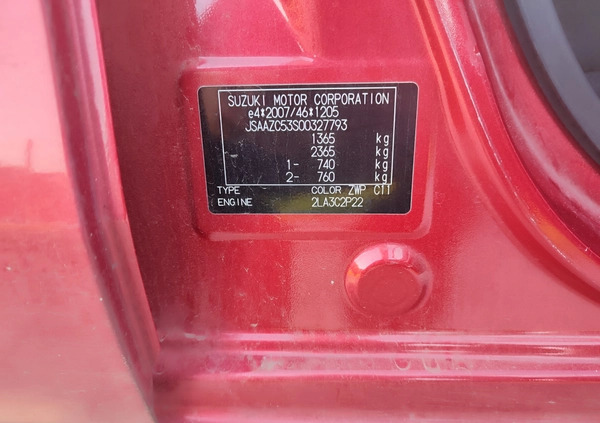 SUZUKI MOTOR CORPORATION
e4*2007/46*1205
JSAAZC53S00327793
1365 kg
2365 kg
1- 740 kg
2- 760 kg
TYPE COLOR ZWP C11
ENGINE 2LA3C2P22